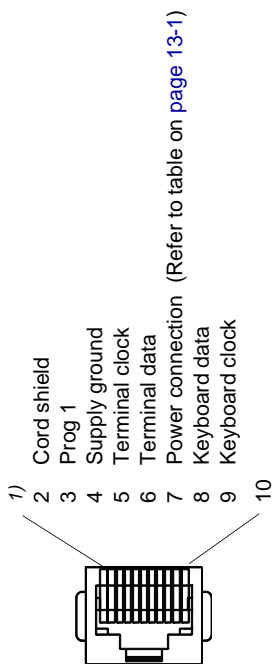 1)
2 Cord shield
3 Prog 1
4 Supply ground
5 Terminal clock
6 Terminal data
7 Power connection (Refer to table on page 13-1)
8 Keyboard data
9 Keyboard clock
10